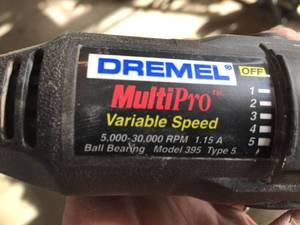 DREMEL®
OFF
MultiPro™
1
2
3
4
5
Variable Speed
5,000-30,000 RPM 1.15 A
Ball Bearing Model 395 Type 5